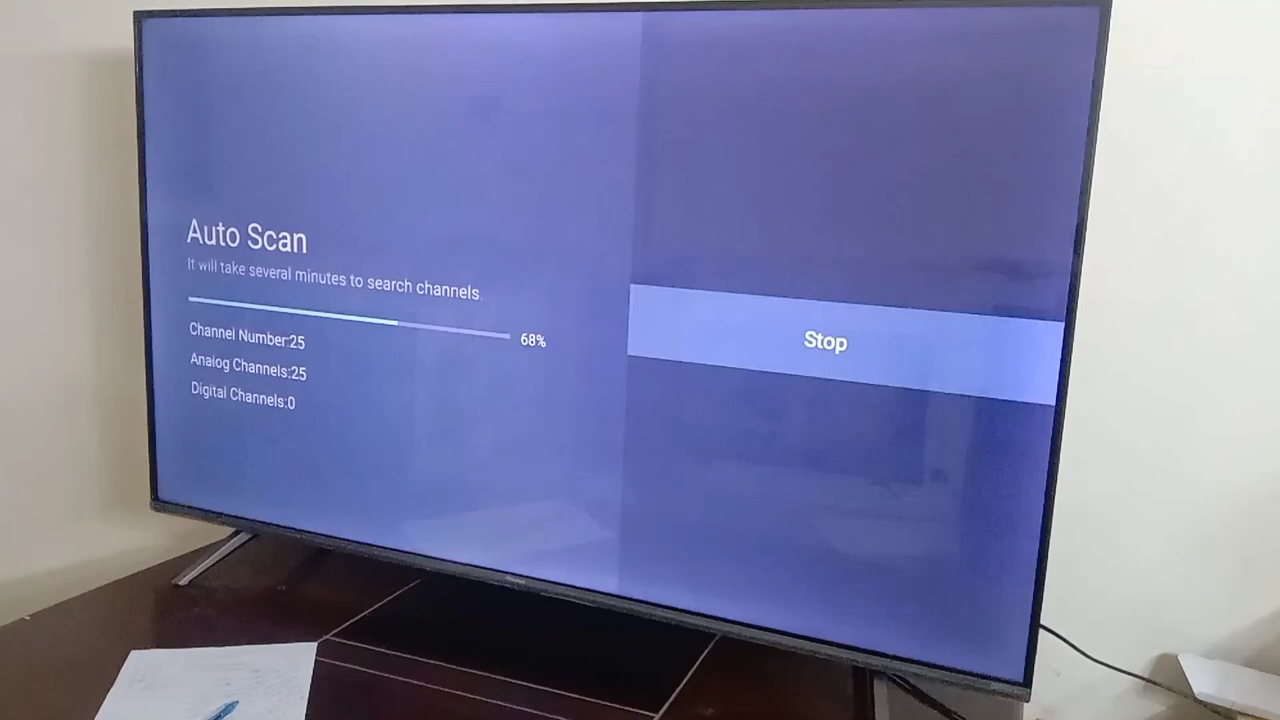 Auto Scan
It will take several minutes to search channels.
68%
Channel Number:25
Analog Channels:25
Digital Channels:0
Stop